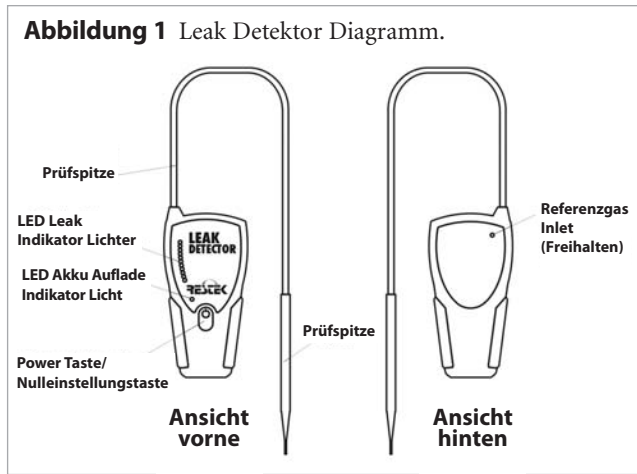 Abbildung 1 Leak Detektor Diagramm.
Prüfspitze
LED Leak
Indikator Lichter
LED Akku Auflade
Indikator Licht
Power Taste/
Nulleinstellungstaste
LEAK
DETECTOR
RESTEK
Prüfspitze
Ansicht
vorne
Referenzgas
Inlet
(Freihalten)
Ansicht
hinten